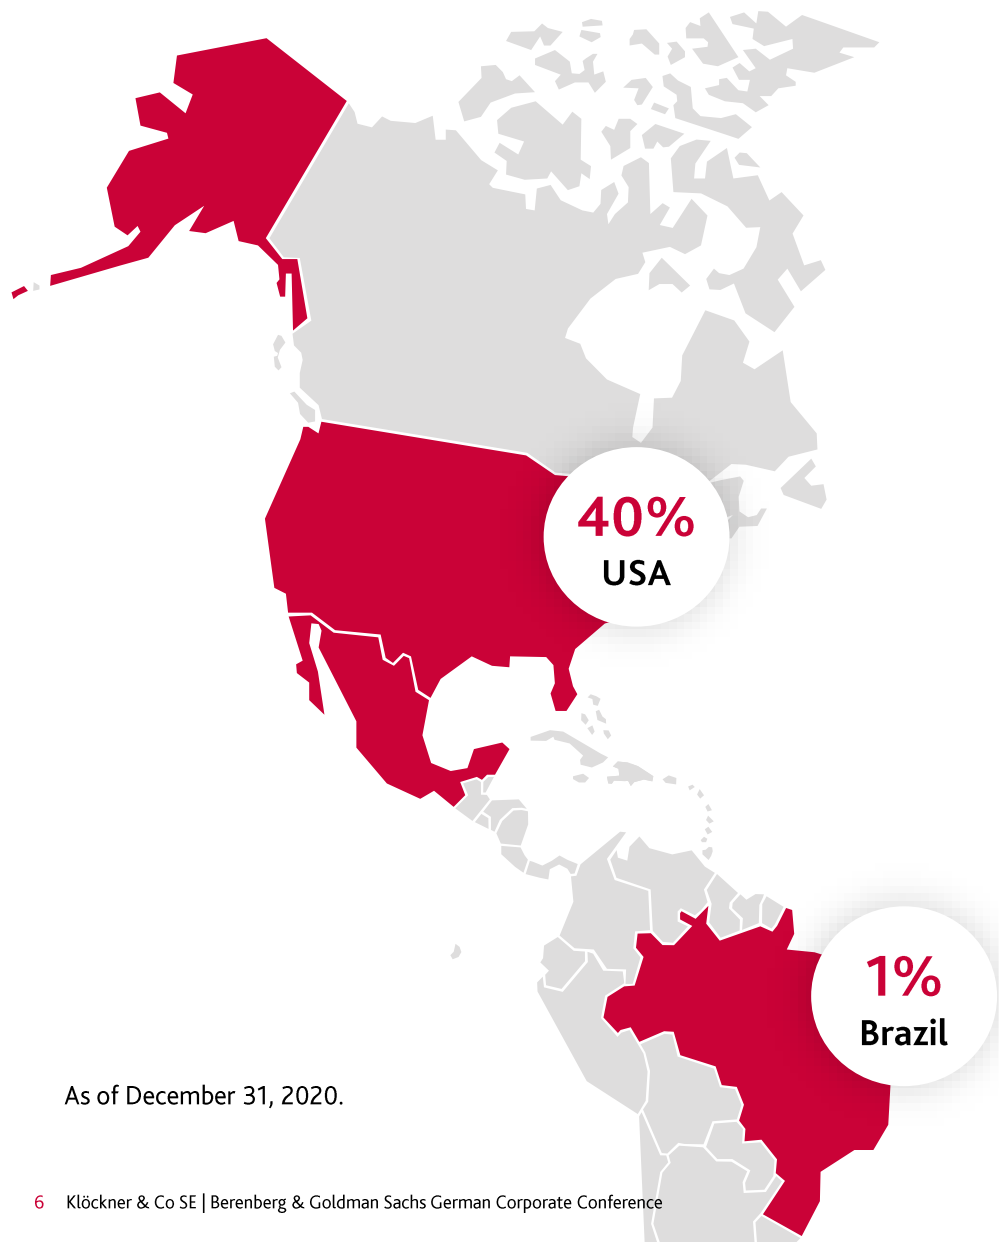 40%
USA
1%
Brazil
As of December 31, 2020.
6 Klöckner & Co SE | Berenberg & Goldman Sachs German Corporate Conference